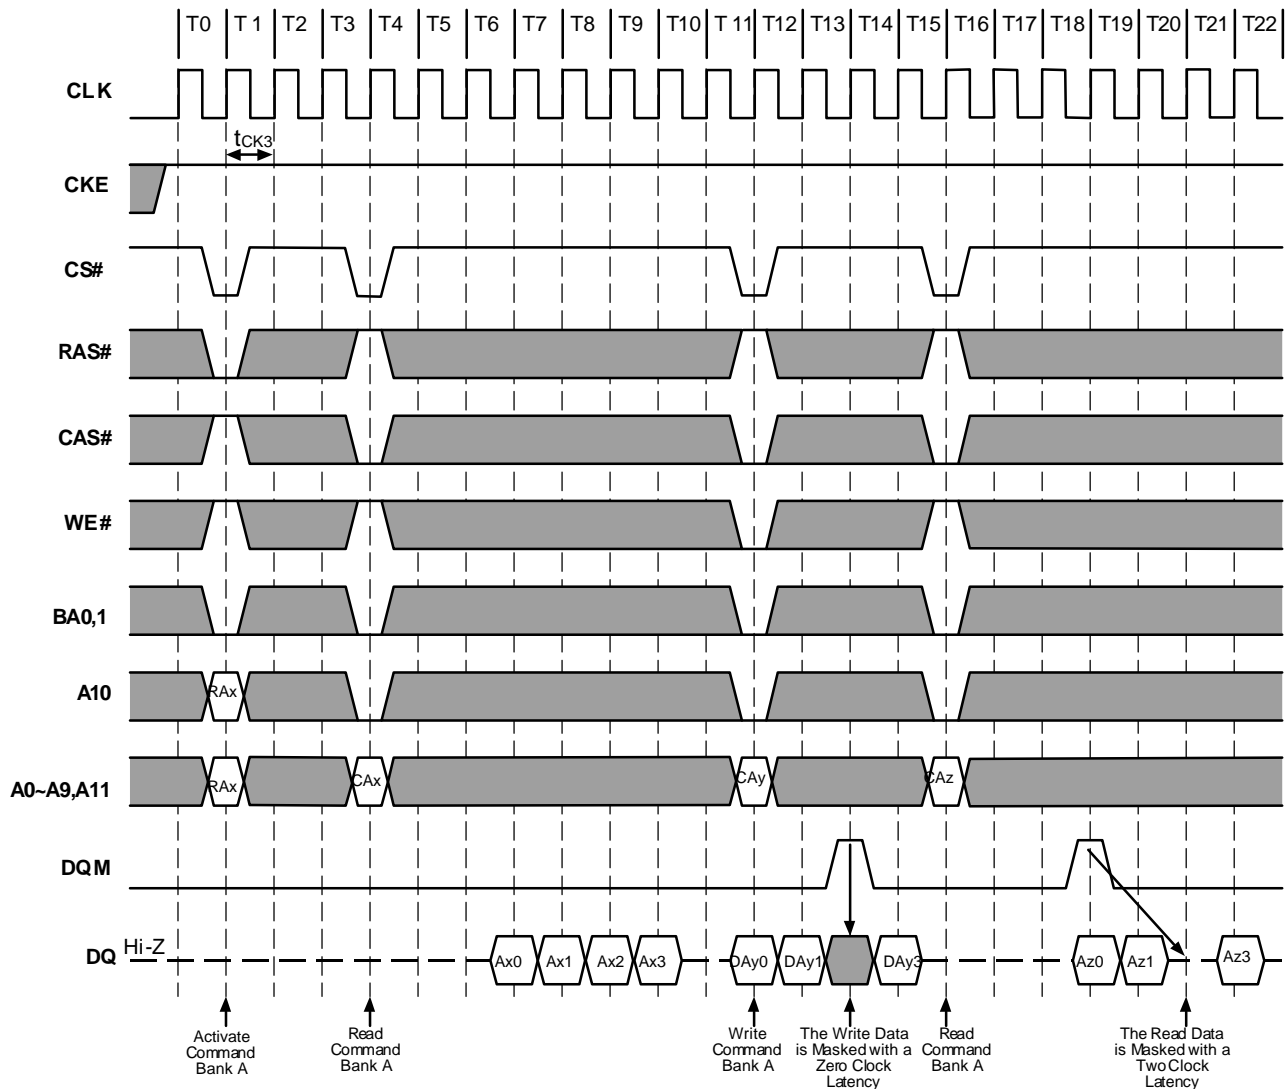 T0 T1 T2 T3 T4 T5 T6 T7 T8 T9 T10 T11 T12 T13 T14 T15 T16 T17 T18 T19 T20 T21 T22
CLK
tCK3
CKE
CS#
RAS#
CAS#
WE#
BA0,1
A10
RAx
A0~A9,A11
RAx CAx CAy CAz
DQM
DQ Hi-Z
Ax0 Ax1 Ax2 Ax3 DAy0 DAy1 DAy3 Az0 Az1 Az3
Activate
Command
Bank A
Read
Command
Bank A
Write
Command
Bank A
The Write Data
is Masked with a
Zero Clock
Latency
Read
Command
Bank A
The Read Data
is Masked with a
Two Clock
Latency